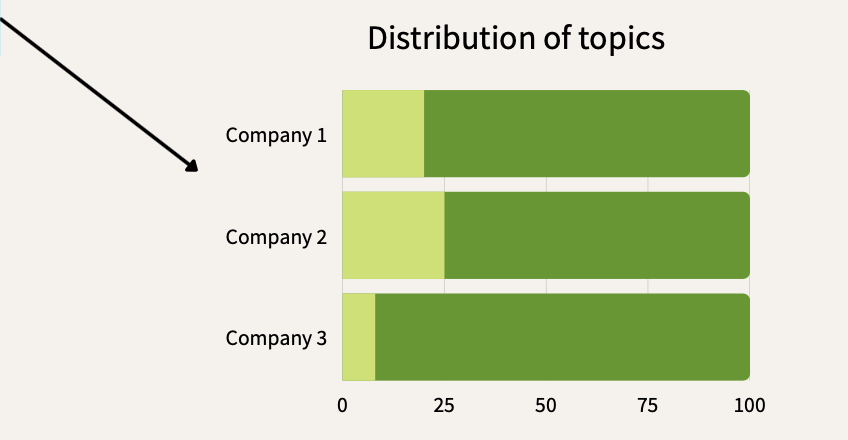 Distribution of topics
Company 1
Company 2
Company 3
0 25 50 75 100